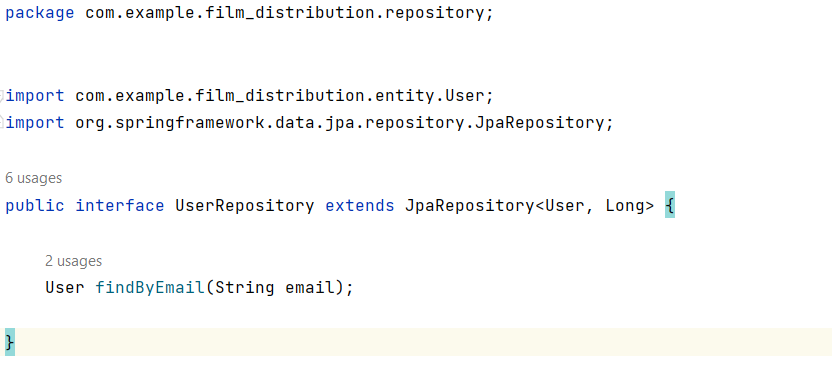 package com.example.film_distribution.repository;
import com.example.film_distribution.entity.User;
import org.springframework.data.jpa.repository.JpaRepository;
6 usages
public interface UserRepository extends JpaRepository<User, Long> {
2 usages
User findByEmail(String email);
}